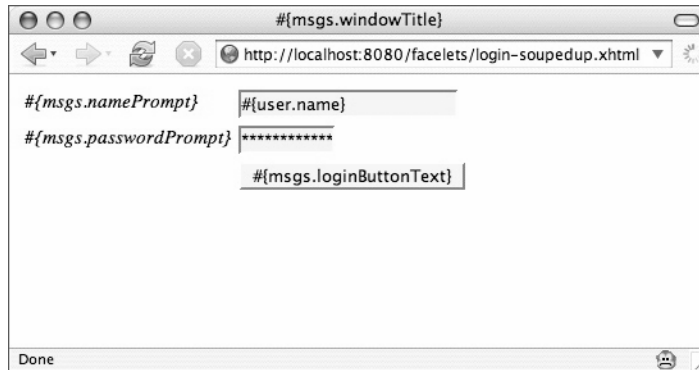 #{msgs.windowTitle}
http://localhost:8080/facelets/login-soupedup.xhtml
#{msgs.namePrompt} #{user.name}
#{msgs.passwordPrompt} ************
#{msgs.loginButtonText}
Done